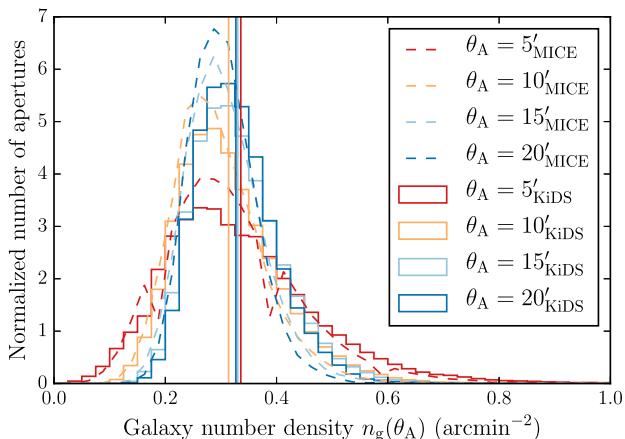 7
6
5
4
3
2
1
0
Normalized number of apertures
θ_A = 5′_MICE
θ_A = 10′_MICE
θ_A = 15′_MICE
θ_A = 20′_MICE
θ_A = 5′_KiDS
θ_A = 10′_KiDS
θ_A = 15′_KiDS
θ_A = 20′_KiDS
0.0 0.2 0.4 0.6 0.8 1.0
Galaxy number density n_g(θ_A) (arcmin⁻²)